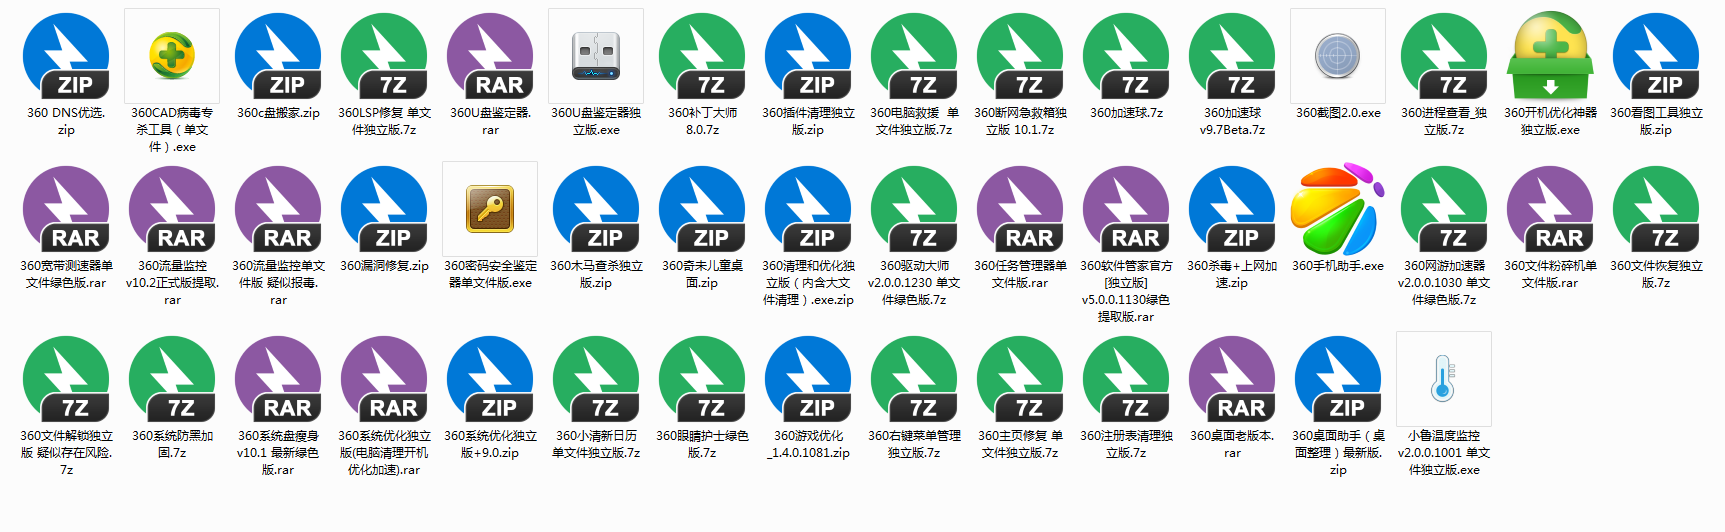 ZIP
ZIP
7Z
RAR
7Z
ZIP
7Z
7Z
7Z
7Z
7Z
ZIP
360 DNS优选.
zip
360CAD病毒专
杀工具（单文
件）.exe
360c盘搬家.zip
360LSP修复 单文
件独立版.7z
360U盘鉴定器.
rar
360U盘鉴定器独
立版.exe
360补丁大师
8.0.7z
360插件清理独立
版.zip
360电脑救援 单
文件独立版.7z
360断网急救箱独
立版 10.1.7z
360加速球.7z
360加速球
v9.7Beta.7z
360截图2.0.exe
360进程查看_独
立版.7z
360开机优化神器
独立版.exe
360看图工具独立
版.zip
RAR
RAR
RAR
ZIP
ZIP
ZIP
ZIP
7Z
RAR
RAR
ZIP
7Z
RAR
7Z
360宽带测速器单
文件绿色版.rar
360流量监控
v10.2正式版提取.
rar
360流量监控单文
件版 疑似报毒.
rar
360漏洞修复.zip
360密码安全鉴定
器单文件版.exe
360木马查杀独立
版.zip
360奇未儿童桌
面.zip
360清理和优化独
立版（内含大文
件清理）.exe.zip
360驱动大师
v2.0.0.1230 单文
件绿色版.7z
360任务管理器单
文件版.rar
360软件管家官方
[独立版]
v5.0.0.1130绿色
提取版.rar
360杀毒+上网加
速.zip
360手机助手.exe
360网游加速器
v2.0.0.1030 单文
件绿色版.7z
360文件粉碎机单
文件版.rar
360文件恢复独立
版.7z
7Z
7Z
RAR
RAR
ZIP
7Z
7Z
ZIP
7Z
7Z
7Z
RAR
ZIP
360文件解锁独立
版 疑似存在风险.
7z
360系统防黑加
固.7z
360系统盘瘦身
v10.1 最新绿色
版.rar
360系统优化独立
版(电脑清理开机
优化加速).rar
360系统优化独立
版+9.0.zip
360小清新日历
单文件独立版.7z
360眼睛护士绿色
版.7z
360游戏优化
_1.4.0.1081.zip
360右键菜单管理
独立版.7z
360主页修复 单
文件独立版.7z
360注册表清理独
立版.7z
360桌面老版本.
rar
360桌面助手（桌
面整理）最新版.
zip
小鲁温度监控
v2.0.0.1001 单文
件独立版.exe